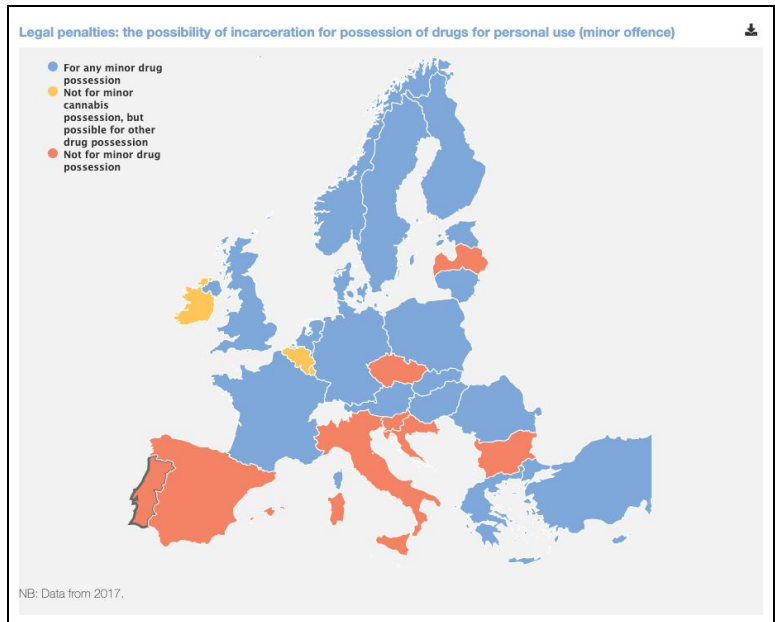 Legal penalties: the possibility of incarceration for possession of drugs for personal use (minor offence)
For any minor drug
possession
Not for minor
cannabis
possession, but
possible for other
drug possession
Not for minor drug
possession
NB: Data from 2017.